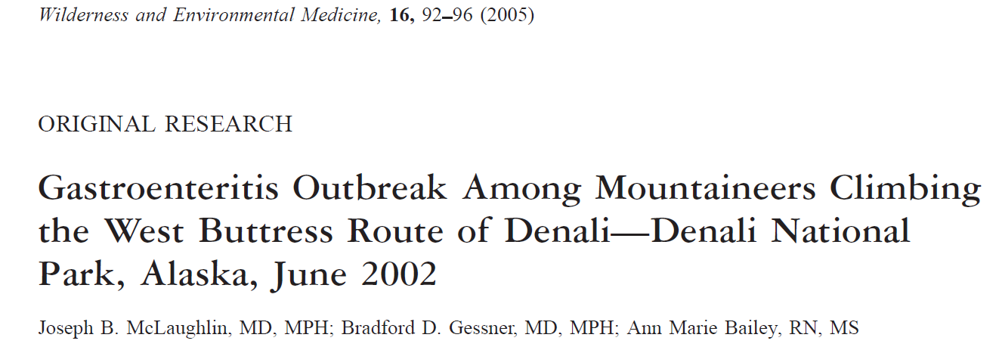 Wilderness and Environmental Medicine, 16, 92–96 (2005)
ORIGINAL RESEARCH
Gastroenteritis Outbreak Among Mountaineers Climbing
the West Buttress Route of Denali—Denali National
Park, Alaska, June 2002
Joseph B. McLaughlin, MD, MPH; Bradford D. Gessner, MD, MPH; Ann Marie Bailey, RN, MS